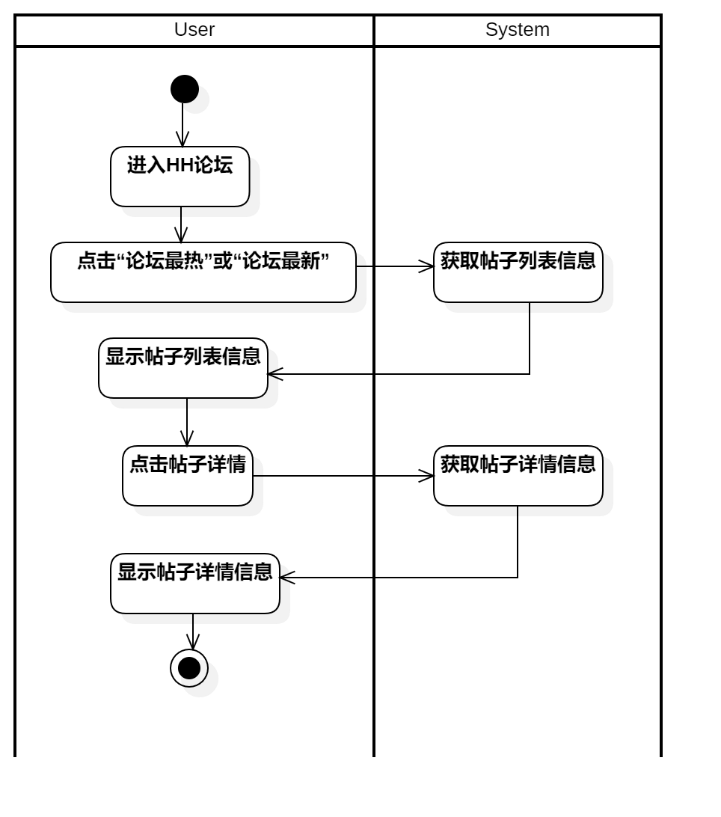 User
System
进入HH论坛
点击“论坛最热”或“论坛最新”
获取帖子列表信息
显示帖子列表信息
点击帖子详情
获取帖子详情信息
显示帖子详情信息